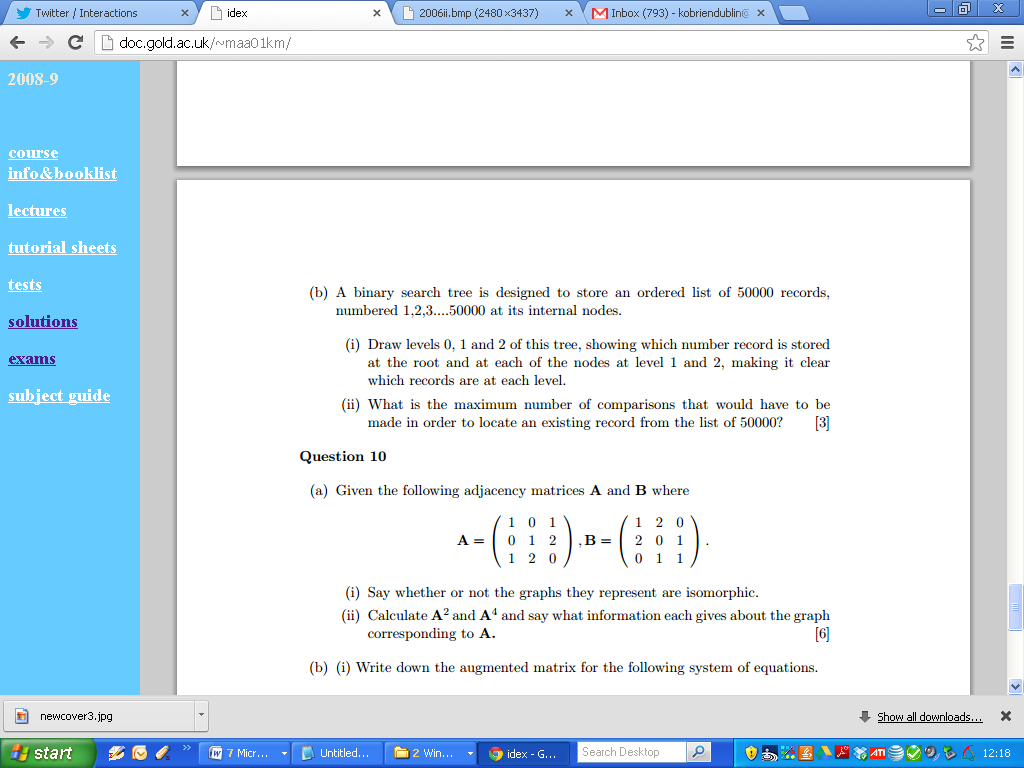 Twitter / Interactions
idex
2006ii.bmp (2480×3437)
Inbox (793) - kobriendublin@
doc.gold.ac.uk/~maa01km/
2008-9
course
info&booklist
lectures
tutorial sheets
tests
solutions
exams
subject guide
(b) A binary search tree is designed to store an ordered list of 50000 records,
numbered 1,2,3....50000 at its internal nodes.
(i) Draw levels 0, 1 and 2 of this tree, showing which number record is stored
at the root and at each of the nodes at level 1 and 2, making it clear
which records are at each level.
(ii) What is the maximum number of comparisons that would have to be
made in order to locate an existing record from the list of 50000? [3]
Question 10
(a) Given the following adjacency matrices A and B where
1 0 1 1 2 0
A = ( 0 1 2 ) , B = ( 2 0 1 ) .
1 2 0 0 1 1
(i) Say whether or not the graphs they represent are isomorphic.
(ii) Calculate A² and A⁴ and say what information each gives about the graph
corresponding to A. [6]
(b) (i) Write down the augmented matrix for the following system of equations.
newcover3.jpg
Show all downloads...
start
7 Micr...
Untitled...
2 Win...
idex - G...
Search Desktop
12:18